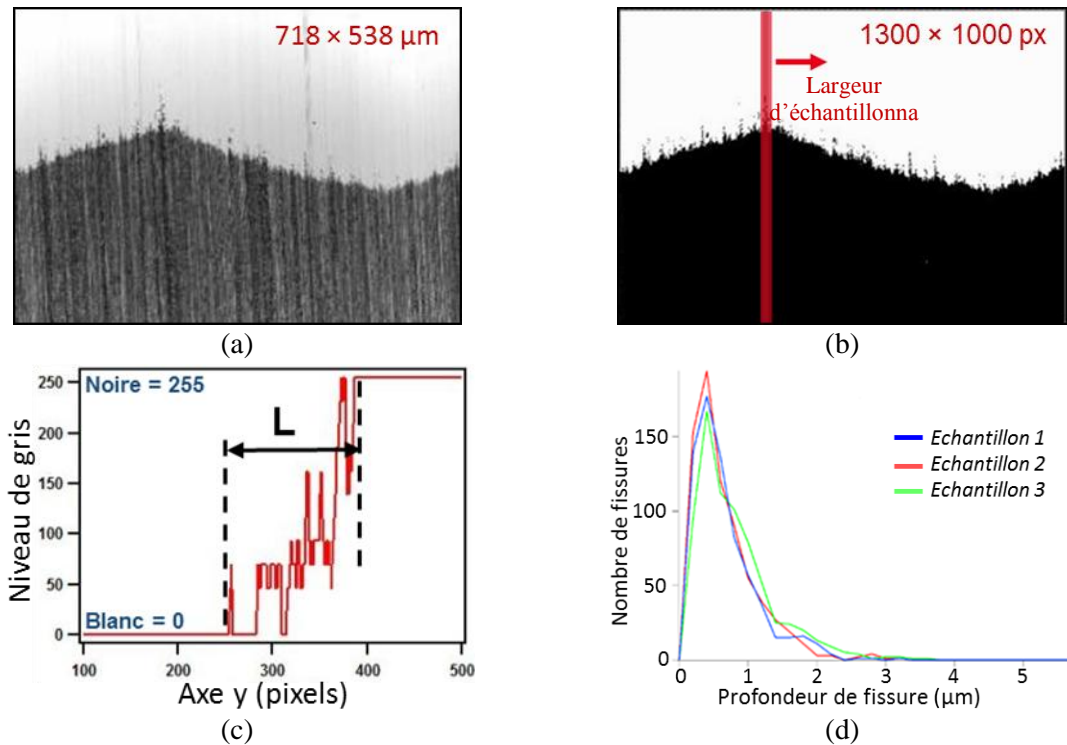 718 × 538 µm
1300 × 1000 px
Largeur
d'échantillonna
(a)
(b)
Niveau de gris
250
200
150
100
50
0
Noire = 255
L
Blanc = 0
100
200
300
400
500
Axe y (pixels)
(c)
Nombre de fissures
150
100
50
0
Echantillon 1
Echantillon 2
Echantillon 3
0
1
2
3
4
5
Profondeur de fissure (µm)
(d)